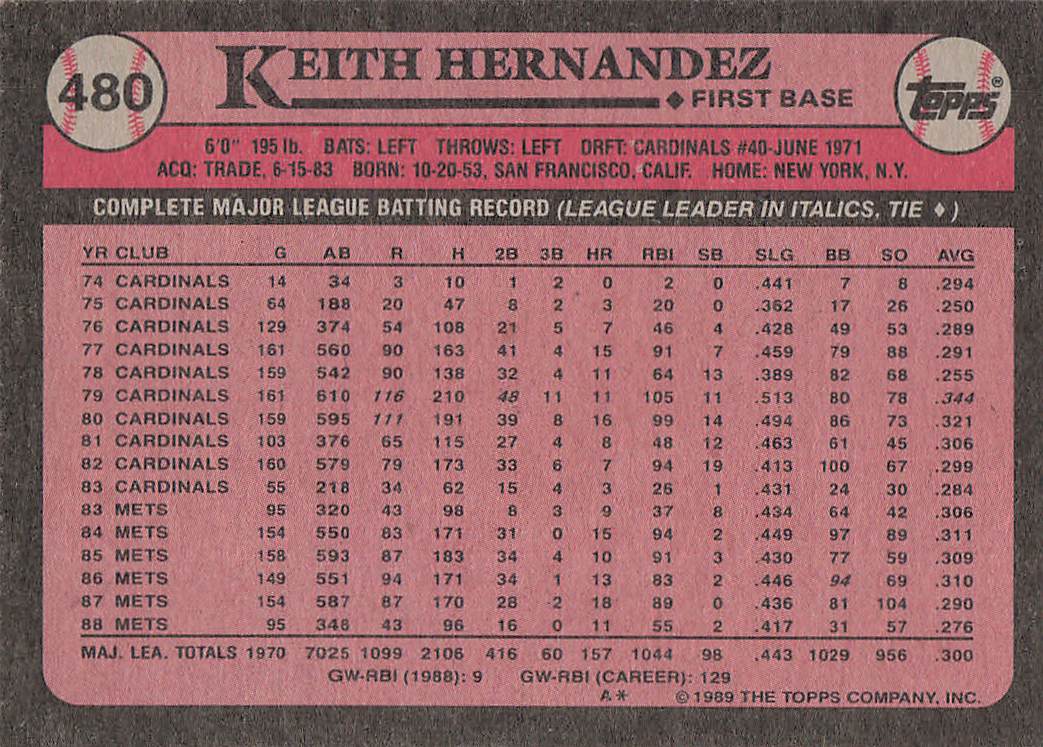 480 KEITH HERNANDEZ topps®
◆ FIRST BASE
6'0" 195 lb. BATS: LEFT THROWS: LEFT DRFT: CARDINALS #40-JUNE 1971
ACQ: TRADE, 6-15-83 BORN: 10-20-53, SAN FRANCISCO, CALIF. HOME: NEW YORK, N.Y.
COMPLETE MAJOR LEAGUE BATTING RECORD (LEAGUE LEADER IN ITALICS, TIE ♦)
YR CLUB G AB R H 2B 3B HR RBI SB SLG BB SO AVG
74 CARDINALS 14 34 3 10 1 2 0 2 0 .441 7 8 .294
75 CARDINALS 64 188 20 47 8 2 3 20 0 .362 17 26 .250
76 CARDINALS 129 374 54 108 21 5 7 46 4 .428 49 53 .289
77 CARDINALS 161 560 90 163 41 4 15 91 7 .459 79 88 .291
78 CARDINALS 159 542 90 138 32 4 11 64 13 .389 82 68 .255
79 CARDINALS 161 610 116 210 48 11 11 105 11 .513 80 78 .344
80 CARDINALS 159 595 111 191 39 8 16 99 14 .494 86 73 .321
81 CARDINALS 103 376 65 115 27 4 8 48 12 .463 61 45 .306
82 CARDINALS 160 579 79 173 33 6 7 94 19 .413 100 67 .299
83 CARDINALS 55 218 34 62 15 4 3 26 1 .431 24 30 .284
83 METS 95 320 43 98 8 3 9 37 8 .434 64 42 .306
84 METS 154 550 83 171 31 0 15 94 2 .449 97 89 .311
85 METS 158 593 87 183 34 4 10 91 3 .430 77 59 .309
86 METS 149 551 94 171 34 1 13 83 2 .446 94 69 .310
87 METS 154 587 87 170 28 2 18 89 0 .436 81 104 .290
88 METS 95 348 43 96 16 0 11 55 2 .417 31 57 .276
MAJ. LEA. TOTALS 1970 7025 1099 2106 416 60 157 1044 98 .443 1029 956 .300
GW-RBI (1988): 9 GW-RBI (CAREER): 129
A* © 1989 THE TOPPS COMPANY, INC.